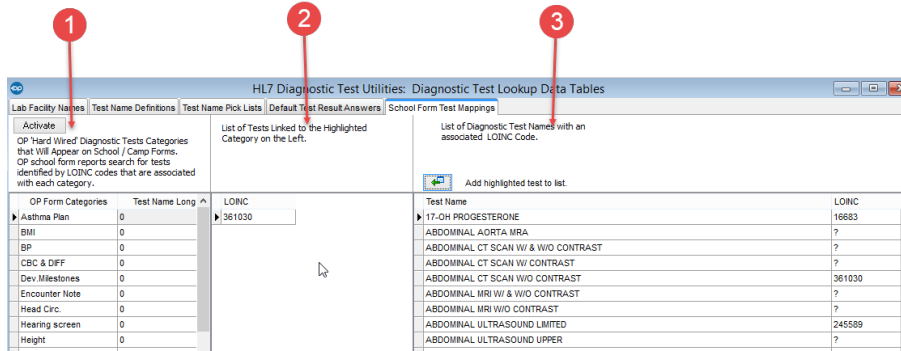 1
2
3
op
HL7 Diagnostic Test Utilities: Diagnostic Test Lookup Data Tables
Lab Facility Names
Test Name Definitions
Test Name Pick Lists
Default Test Result Answers
School Form Test Mappings
Activate
OP 'Hard Wired' Diagnostic Tests Categories
that Will Appear on School / Camp Forms.
OP school form reports search for tests
identified by LOINC codes that are associated
with each category.
List of Tests Linked to the Highlighted
Category on the Left.
List of Diagnostic Test Names with an
associated LOINC Code.
Add highlighted test to list.
OP Form Categories Test Name Long
Asthma Plan 0
BMI 0
BP 0
CBC & DIFF 0
Dev.Milestones 0
Encounter Note 0
Head Circ. 0
Hearing screen 0
Height 0
LOINC
361030
Test Name LOINC
17-OH PROGESTERONE 16683
ABDOMINAL AORTA MRA ?
ABDOMINAL CT SCAN W/ & W/O CONTRAST ?
ABDOMINAL CT SCAN W/ CONTRAST ?
ABDOMINAL CT SCAN W/O CONTRAST 361030
ABDOMINAL MRI W/ & W/O CONTRAST ?
ABDOMINAL MRI W/O CONTRAST ?
ABDOMINAL ULTRASOUND LIMITED 245589
ABDOMINAL ULTRASOUND UPPER ?